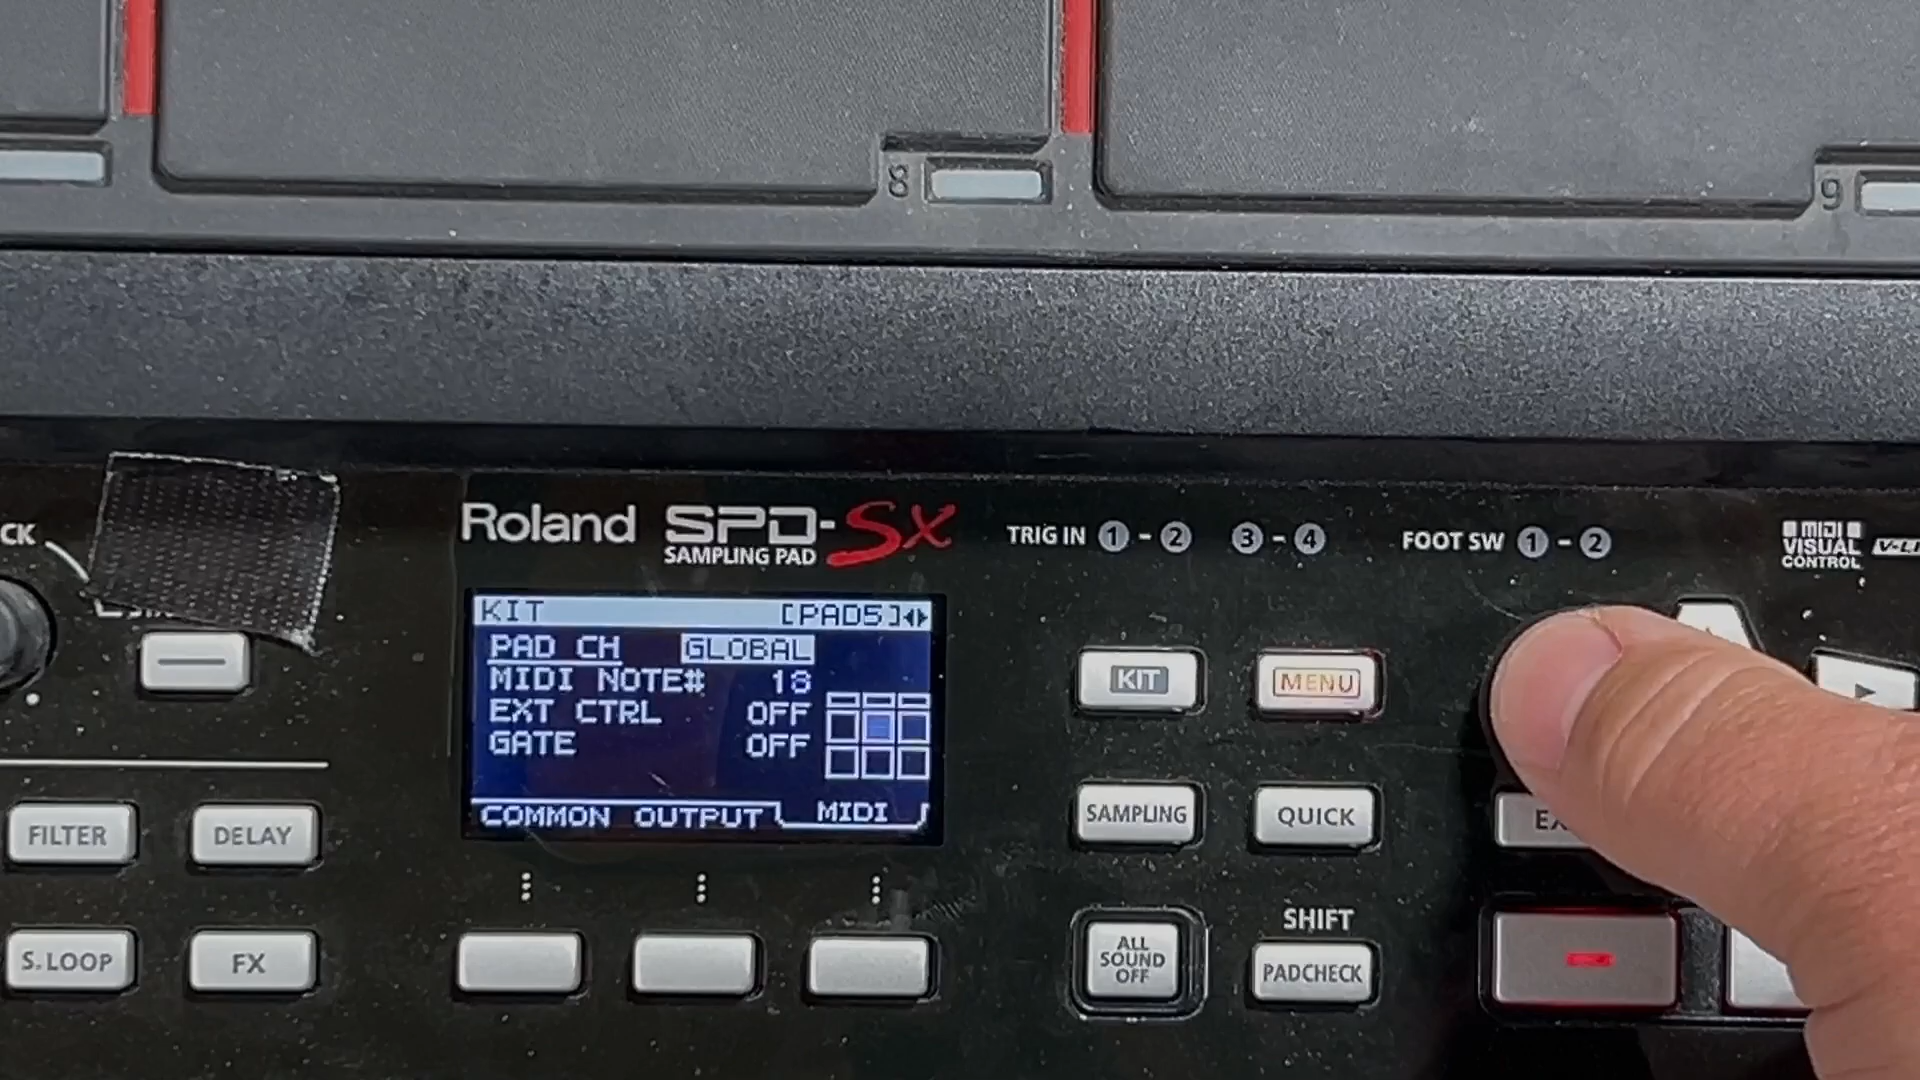 8
9
CK
Roland SPD-SX
SAMPLING PAD
TRIG IN 1 - 2 3 - 4
FOOT SW 1 - 2
MIDI
VISUAL
CONTROL
KIT [PAD5]
PAD CH GLOBAL
MIDI NOTE# 18
EXT CTRL OFF
GATE OFF
COMMON OUTPUT MIDI
KIT
MENU
SAMPLING
QUICK
FILTER
DELAY
S.LOOP
FX
ALL
SOUND
OFF
SHIFT
PADCHECK